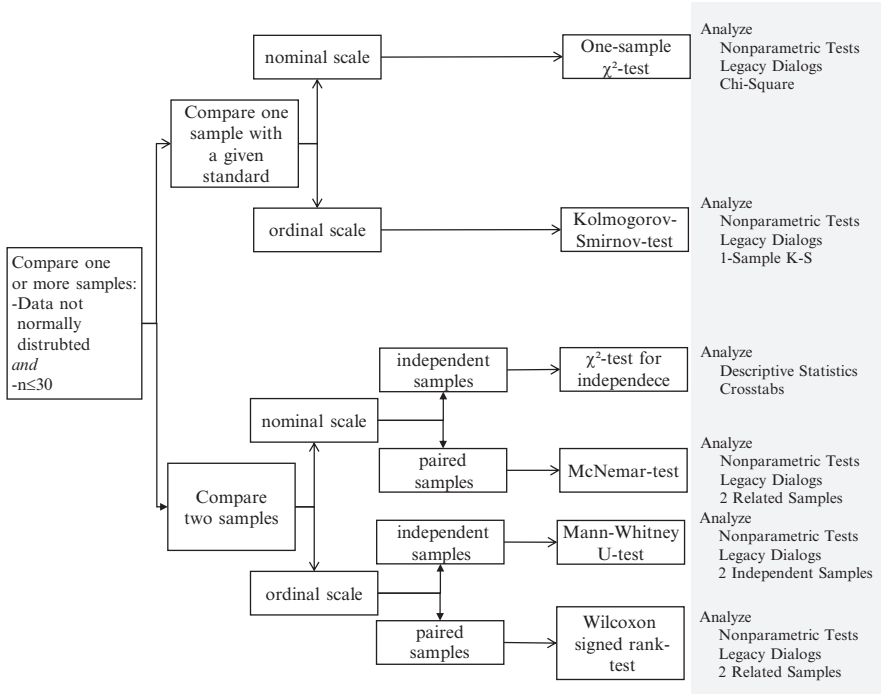 Compare one
or more samples:
-Data not
normally
distrubted
and
-n≤30
Compare one
sample with
a given
standard
nominal scale
One-sample
χ²-test
Analyze
Nonparametric Tests
Legacy Dialogs
Chi-Square
ordinal scale
Kolmogorov-
Smirnov-test
Analyze
Nonparametric Tests
Legacy Dialogs
1-Sample K-S
Compare
two samples
nominal scale
independent
samples
χ²-test for
independece
Analyze
Descriptive Statistics
Crosstabs
paired
samples
McNemar-test
Analyze
Nonparametric Tests
Legacy Dialogs
2 Related Samples
ordinal scale
independent
samples
Mann-Whitney
U-test
Analyze
Nonparametric Tests
Legacy Dialogs
2 Independent Samples
paired
samples
Wilcoxon
signed rank-
test
Analyze
Nonparametric Tests
Legacy Dialogs
2 Related Samples